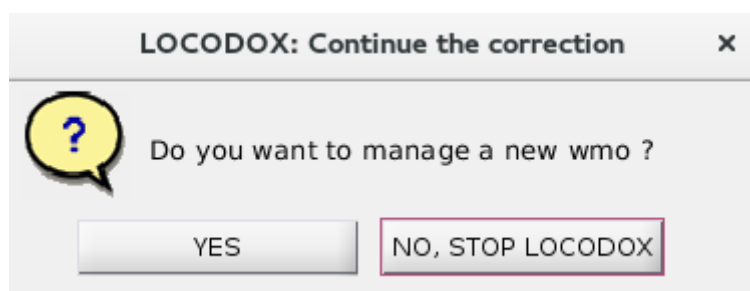 LOCODOX: Continue the correction ×
?
Do you want to manage a new wmo ?
YES NO, STOP LOCODOX